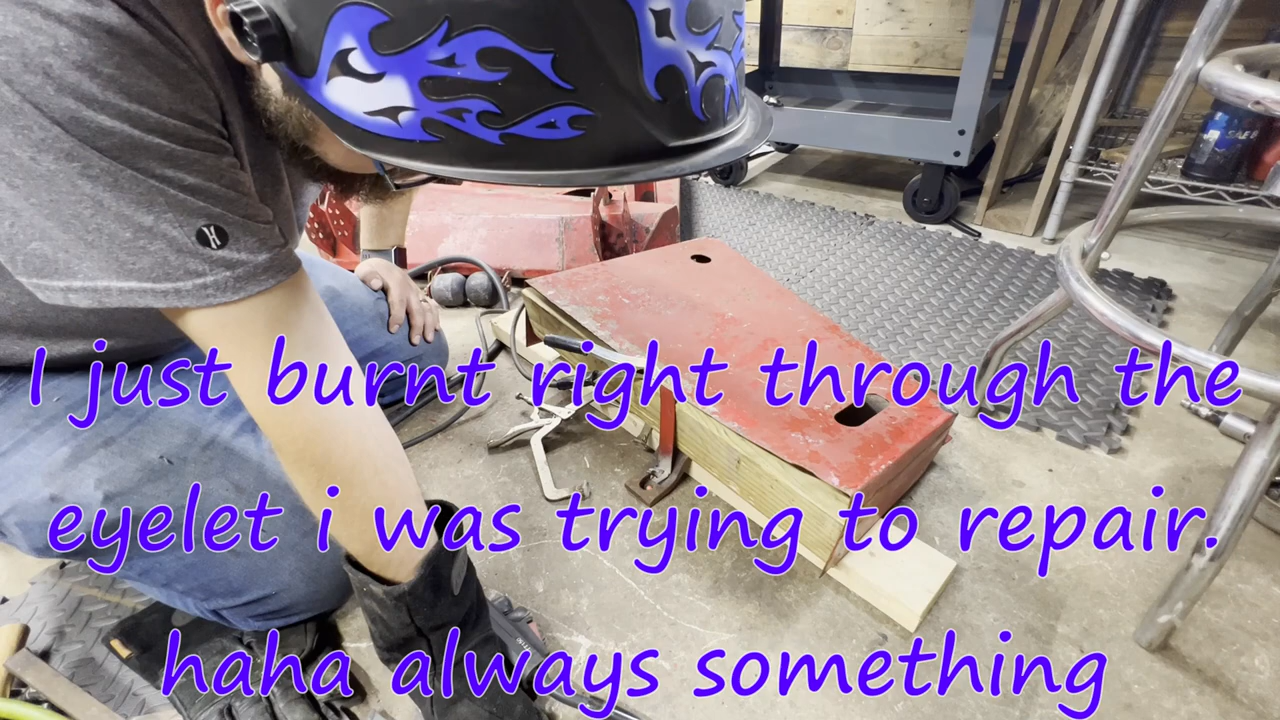 I just burnt right through the
eyelet i was trying to repair.
haha always something